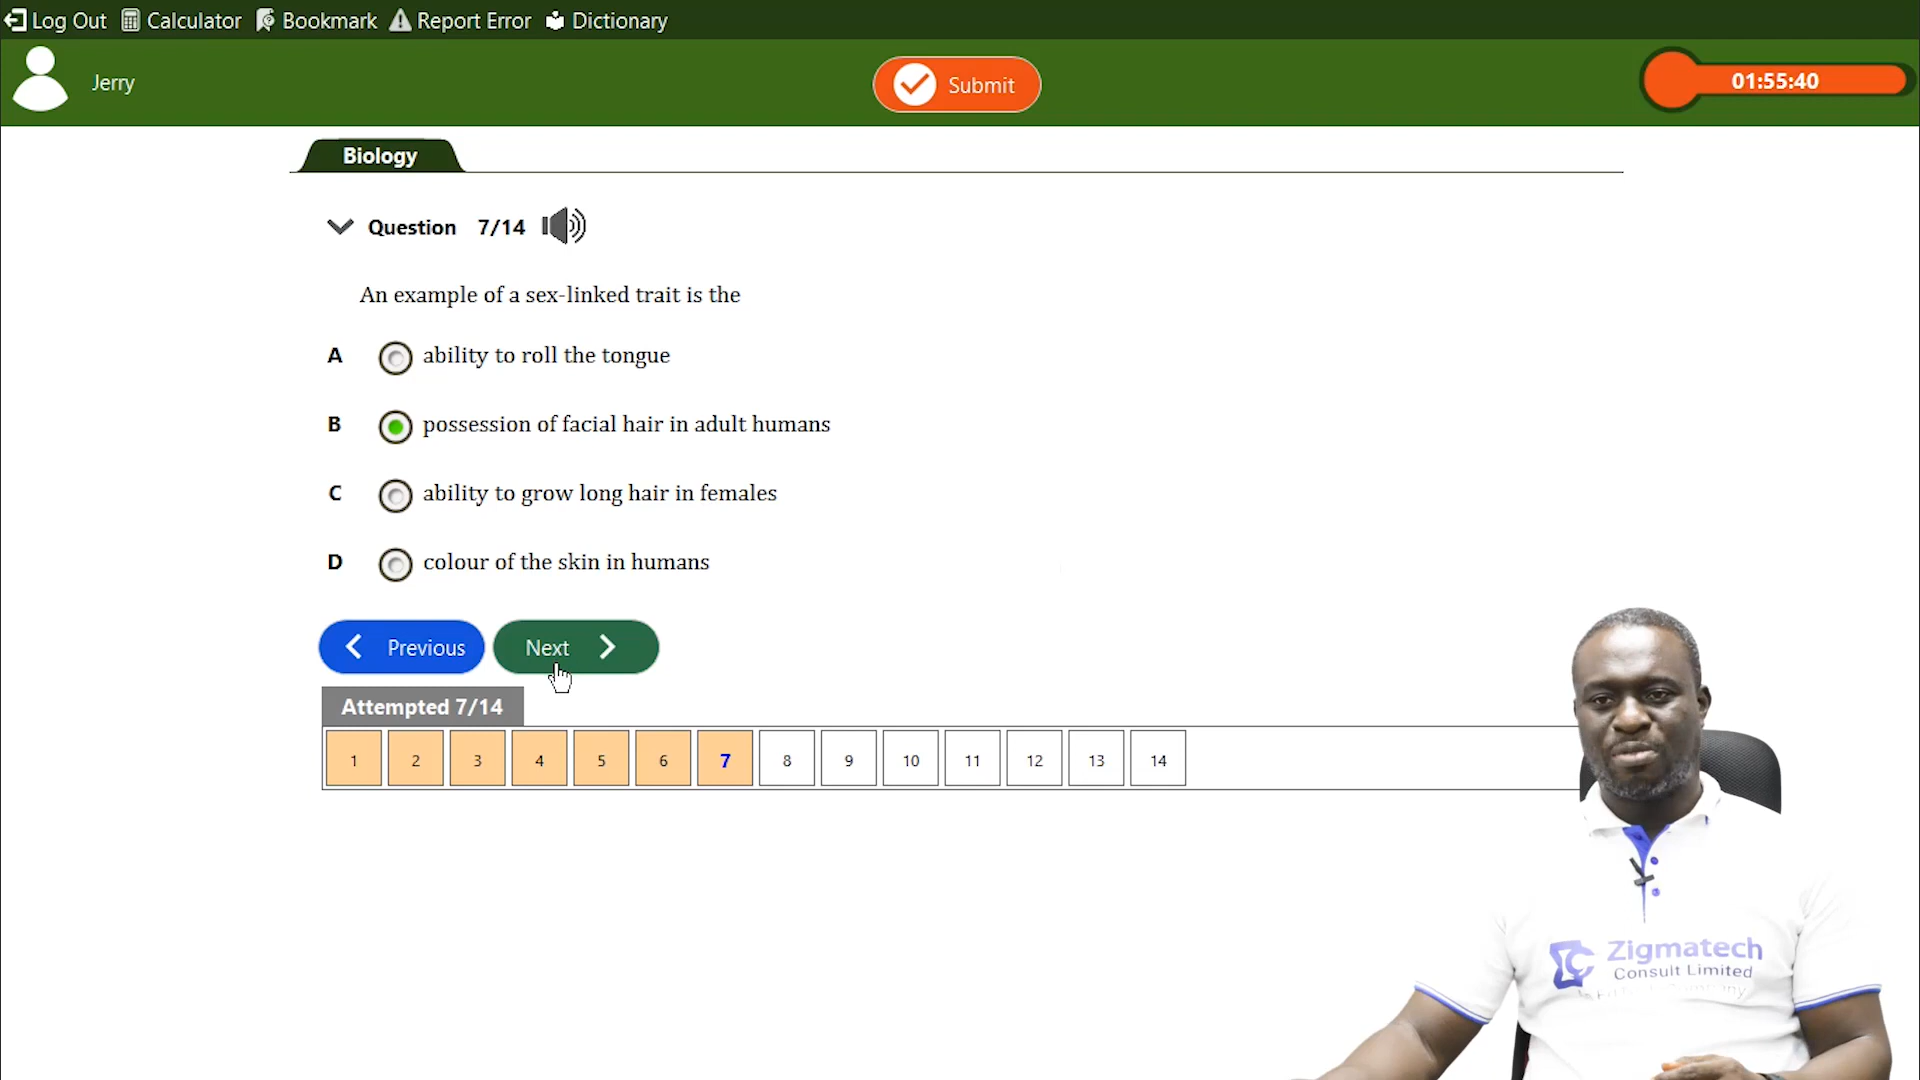 Log Out Calculator Bookmark Report Error Dictionary
Jerry
Submit
01:55:40
Biology
Question 7/14
An example of a sex-linked trait is the
A ability to roll the tongue
B possession of facial hair in adult humans
C ability to grow long hair in females
D colour of the skin in humans
Previous
Next
Attempted 7/14
1 2 3 4 5 6 7 8 9 10 11 12 13 14
Zigmatech
Consult Limited